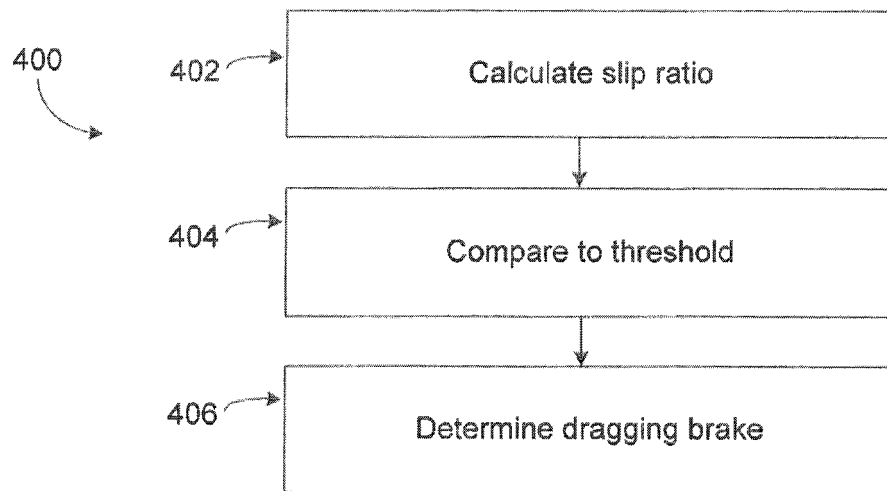 400
402
Calculate slip ratio
404
Compare to threshold
406
Determine dragging brake